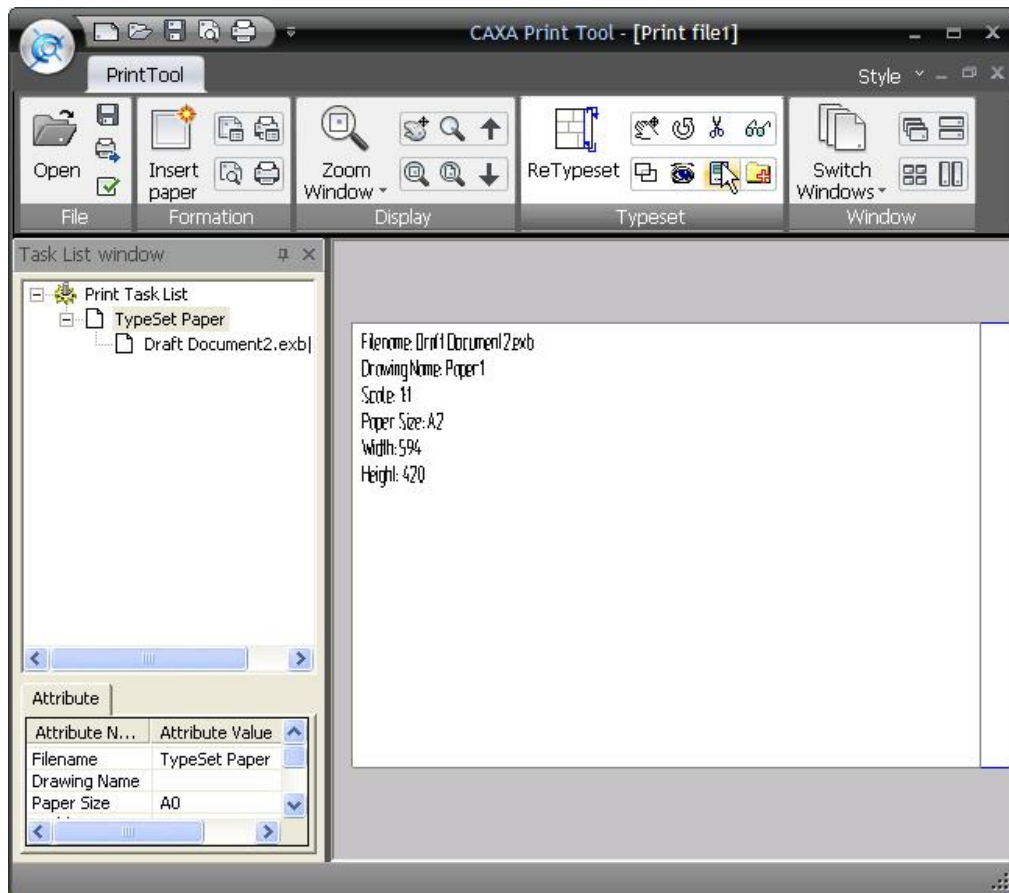 CAXA Print Tool - [Print file1]
PrintTool
Style
Open
Insert paper
Zoom Window
ReTypeset
Switch Windows
File
Formation
Display
Typeset
Window
Task List window
Print Task List
TypeSet Paper
Draft Document2.exb
Attribute
Attribute N... Attribute Value
Filename TypeSet Paper
Drawing Name
Paper Size A0
Filename: Draft Document2.exb
Drawing Name: Paper1
Scale: 1:1
Paper Size: A2
Width: 594
Height: 420